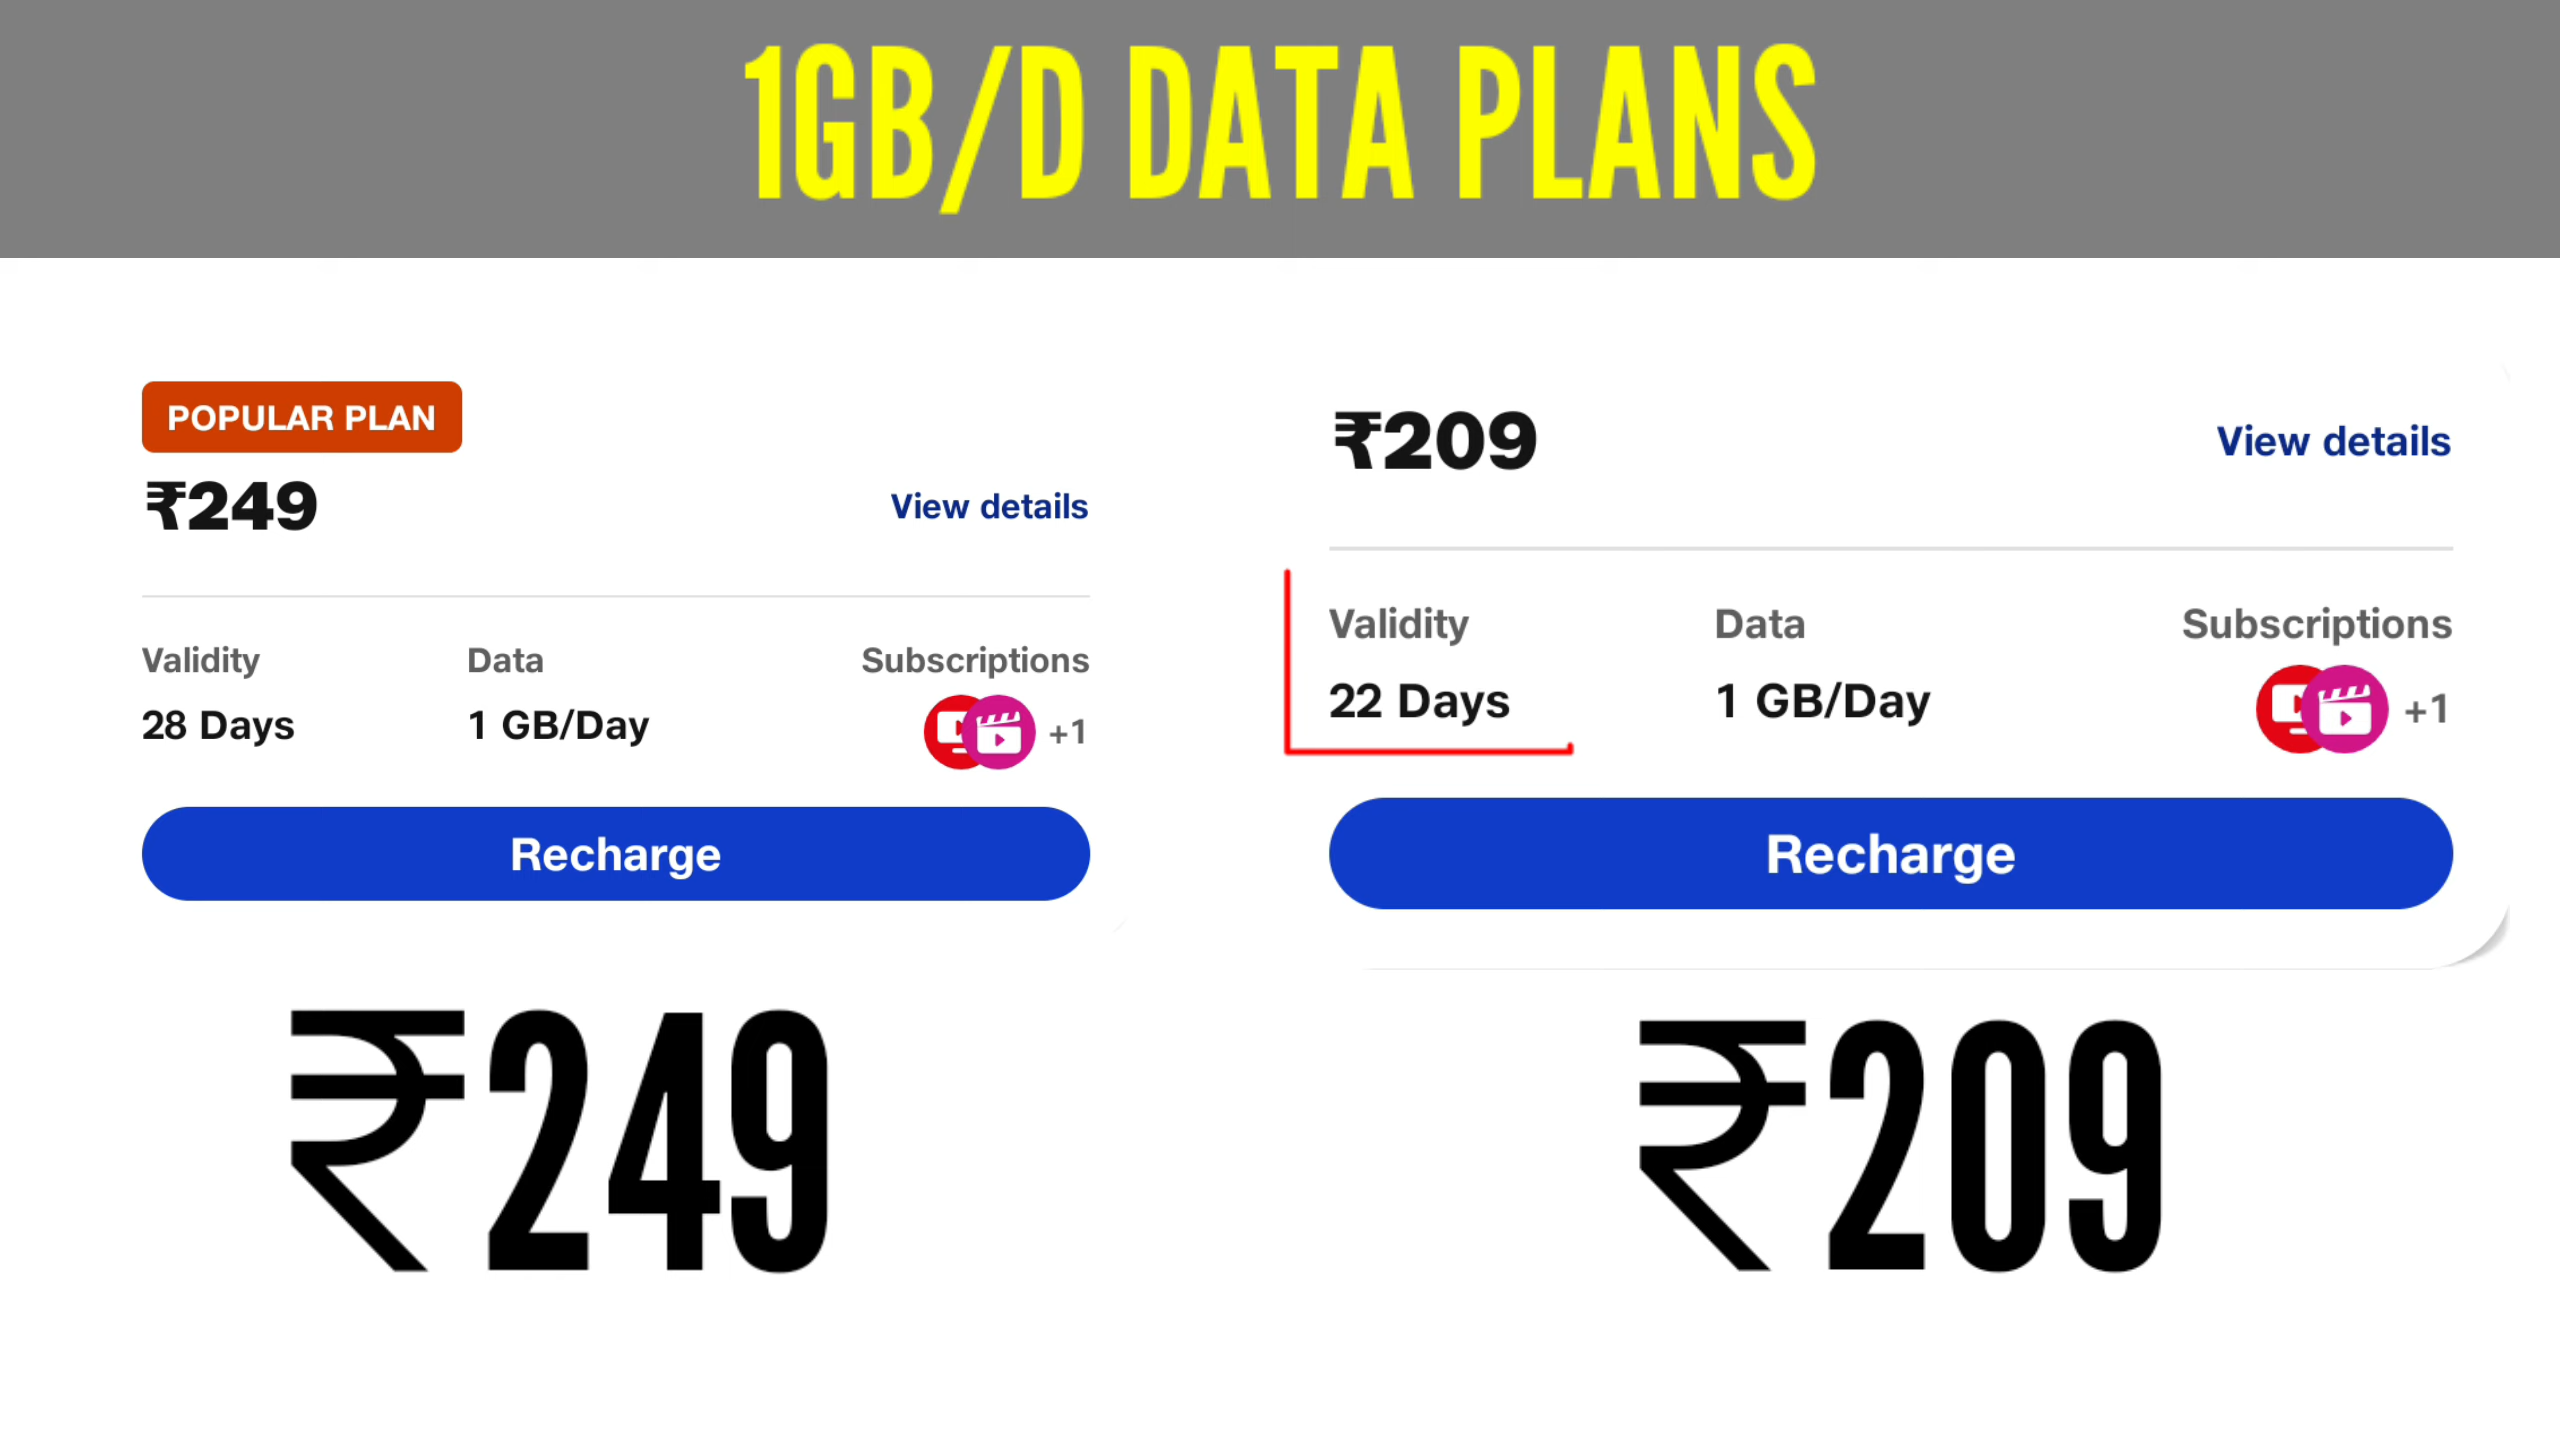 1GB/D DATA PLANS
POPULAR PLAN
₹249
View details
Validity
Data
Subscriptions
28 Days
1 GB/Day
+1
Recharge
₹249
₹209
View details
Validity
Data
Subscriptions
22 Days
1 GB/Day
+1
Recharge
₹209